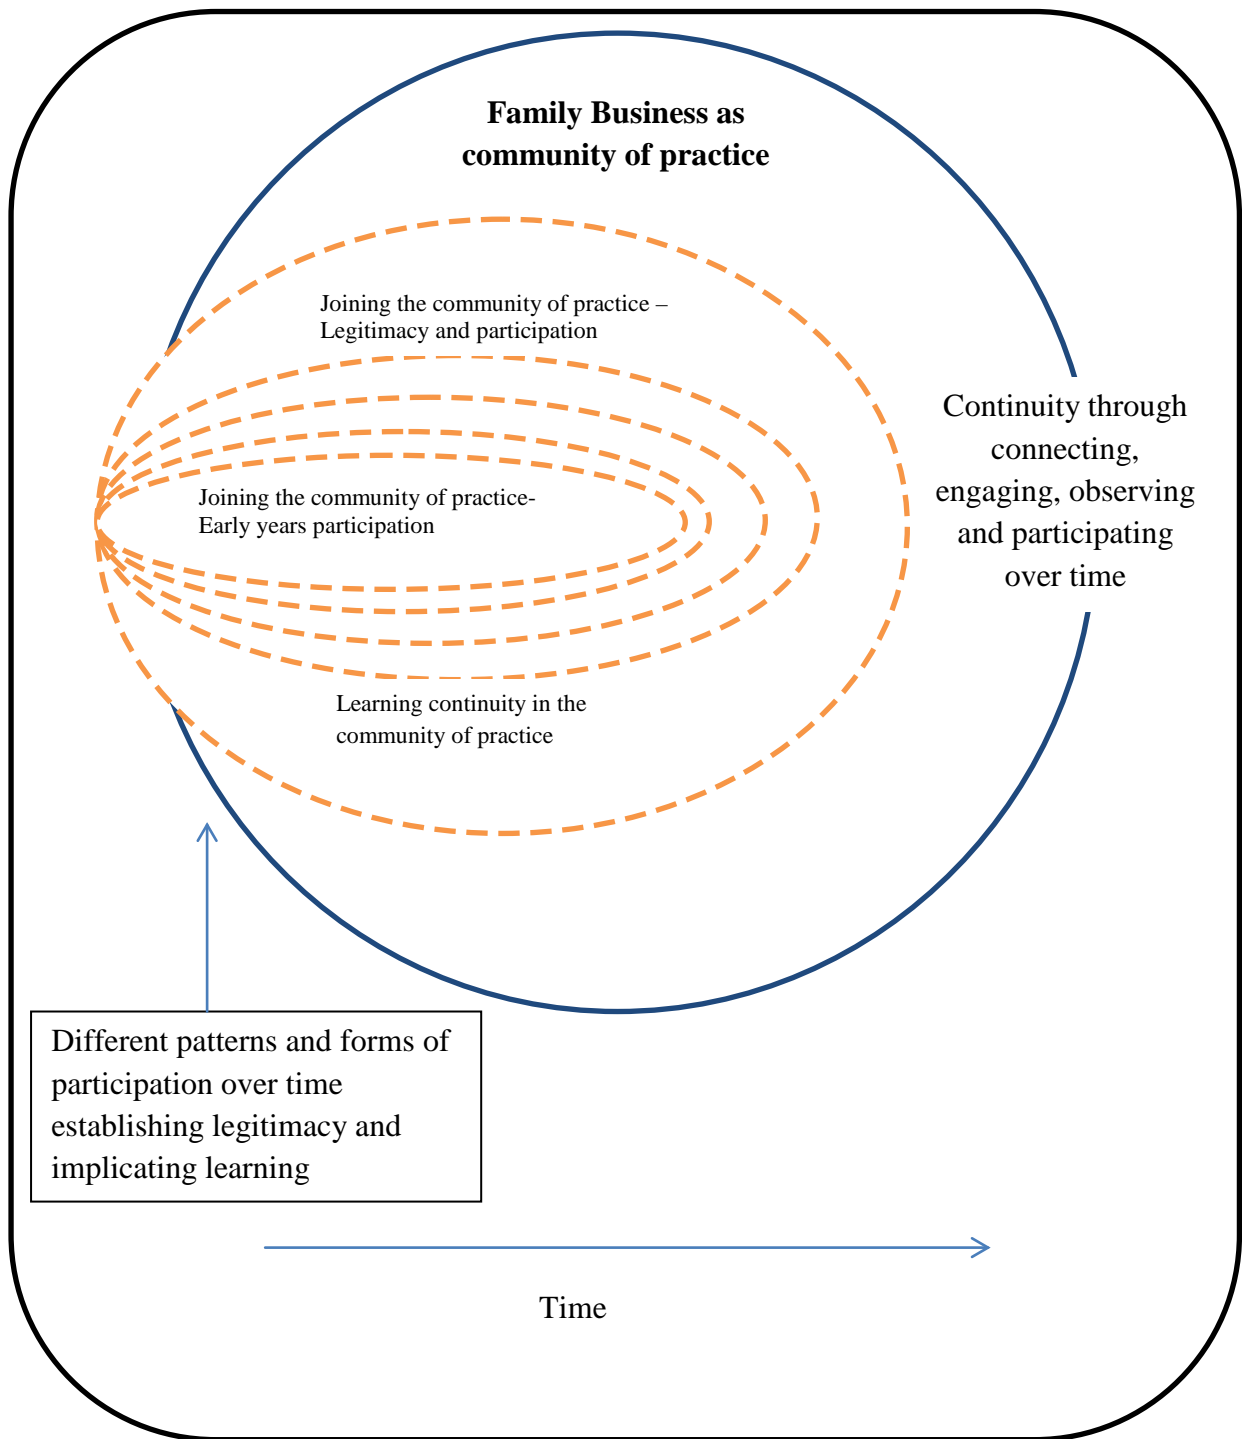 Family Business as
community of practice
Joining the community of practice –
Legitimacy and participation
Continuity through
connecting,
engaging, observing
and participating
over time
Joining the community of practice-
Early years participation
Learning continuity in the
community of practice
Different patterns and forms of
participation over time
establishing legitimacy and
implicating learning
Time